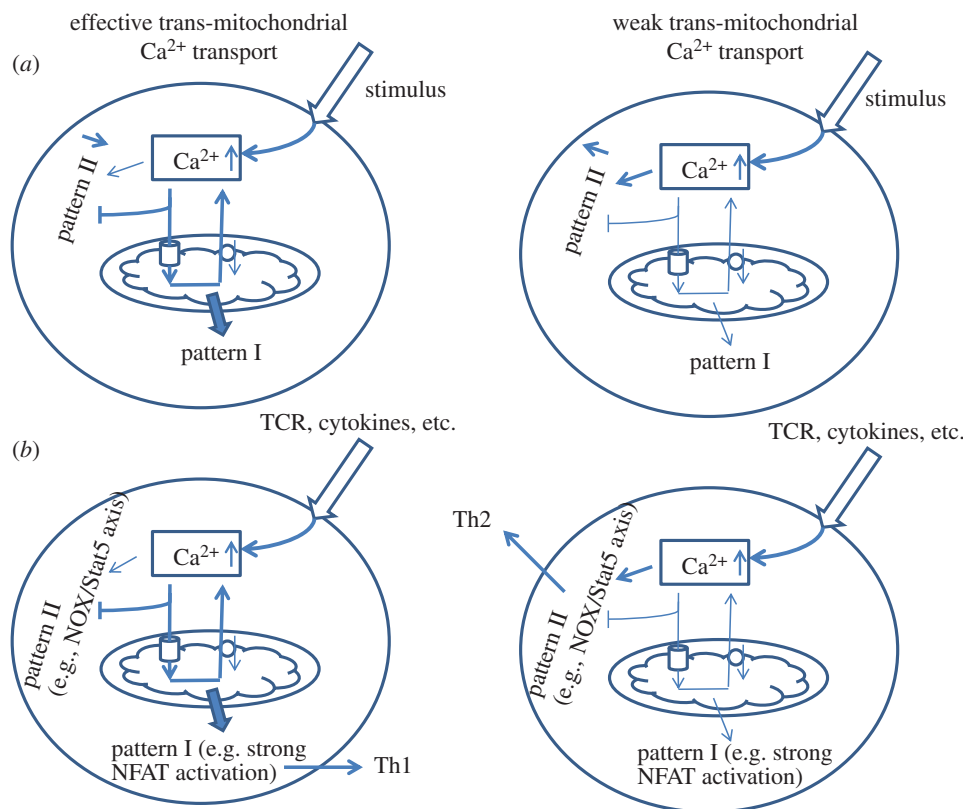 effective trans-mitochondrial
Ca²⁺ transport
weak trans-mitochondrial
Ca²⁺ transport
(a)
stimulus
Ca²⁺
pattern II
pattern I
stimulus
Ca²⁺
pattern II
pattern I
(b)
TCR, cytokines, etc.
Ca²⁺
pattern II
(e.g., NOX/Stat5 axis)
pattern I (e.g. strong
NFAT activation)
Th1
TCR, cytokines, etc.
Th2
Ca²⁺
pattern II
(e.g., NOX/Stat5 axis)
pattern I (e.g. strong
NFAT activation)